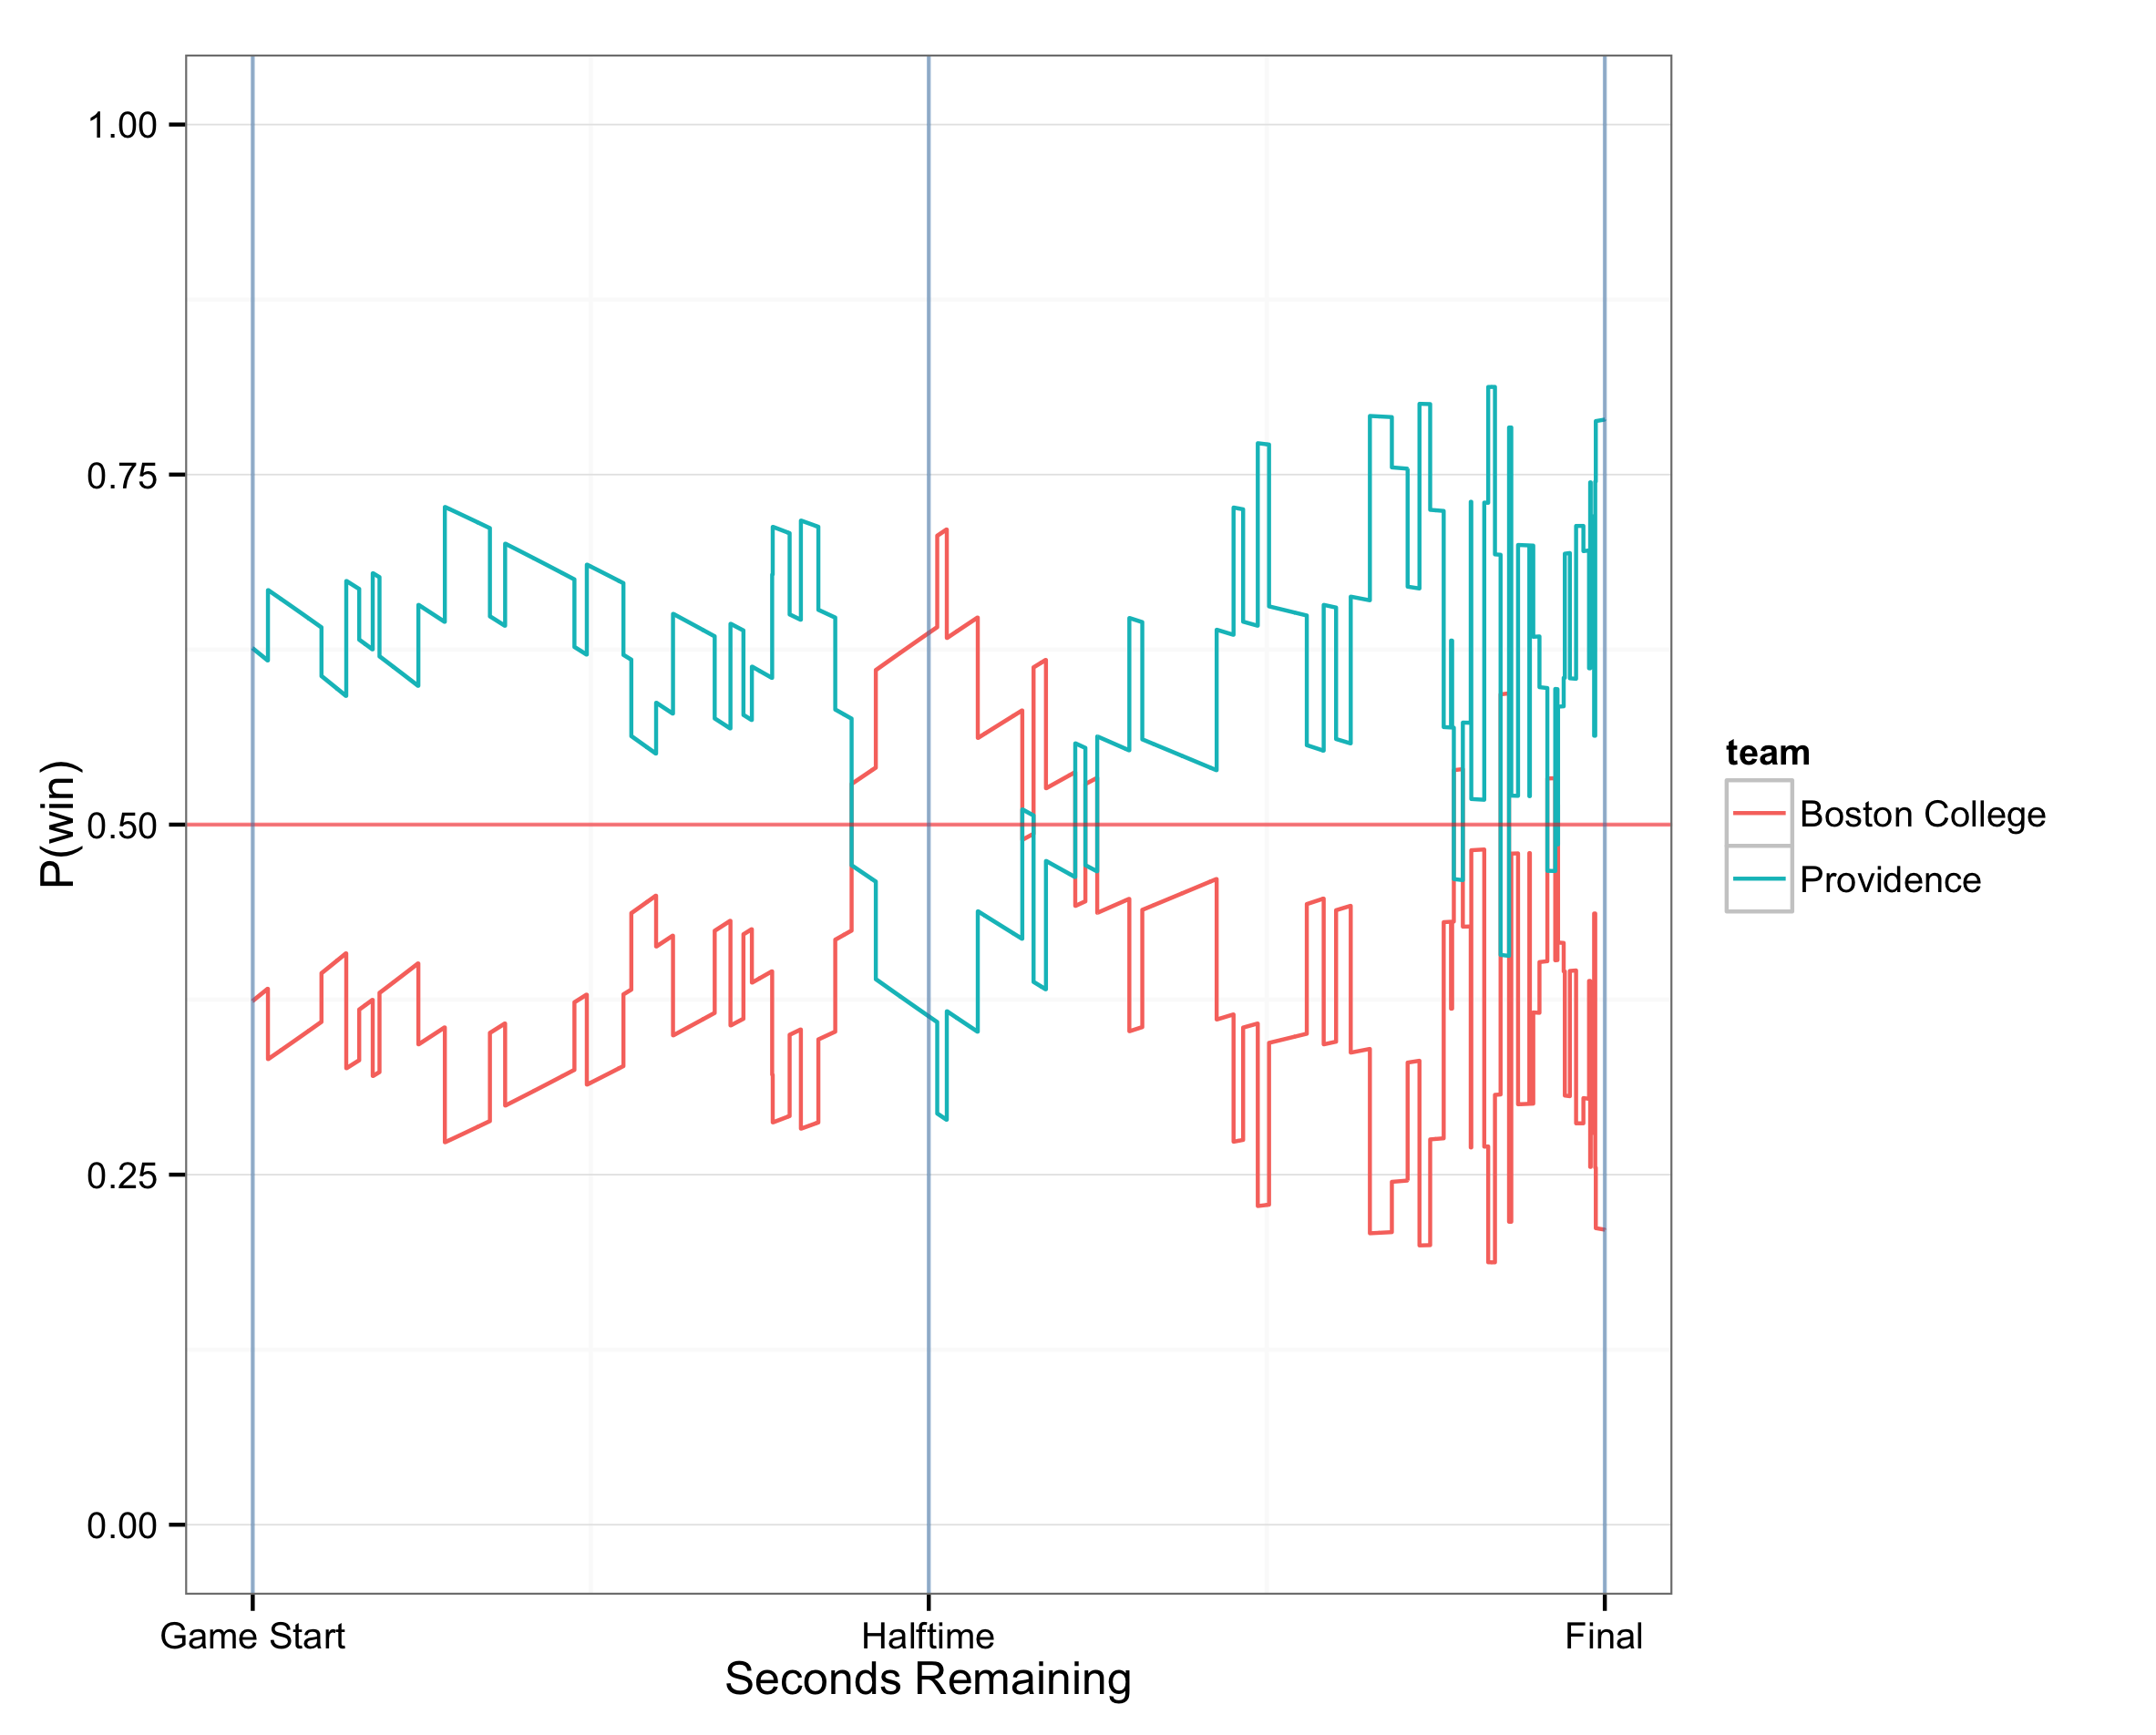 P(win)
1.00
0.75
0.50
0.25
0.00
Game Start
Halftime
Final
Seconds Remaining
team
Boston College
Providence